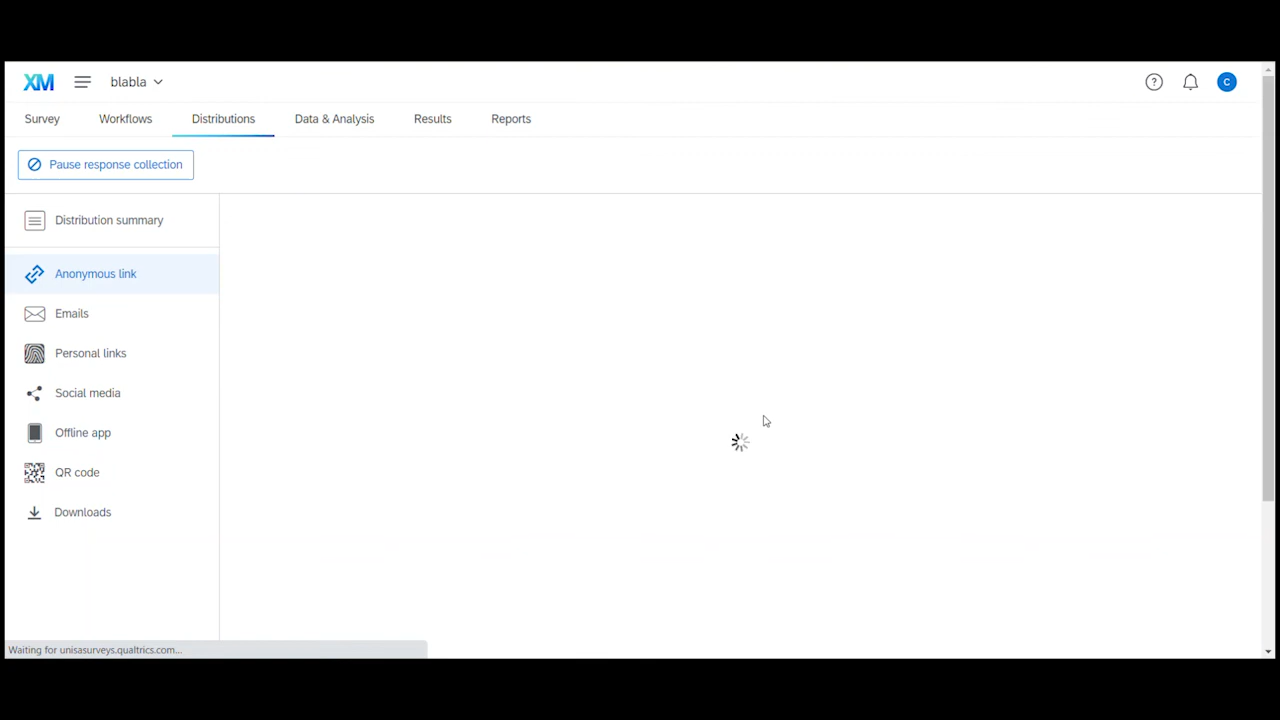 XM
blabla
C
Survey
Workflows
Distributions
Data & Analysis
Results
Reports
Pause response collection
Distribution summary
Anonymous link
Emails
Personal links
Social media
Offline app
QR code
Downloads
Waiting for unisasurveys.qualtrics.com...